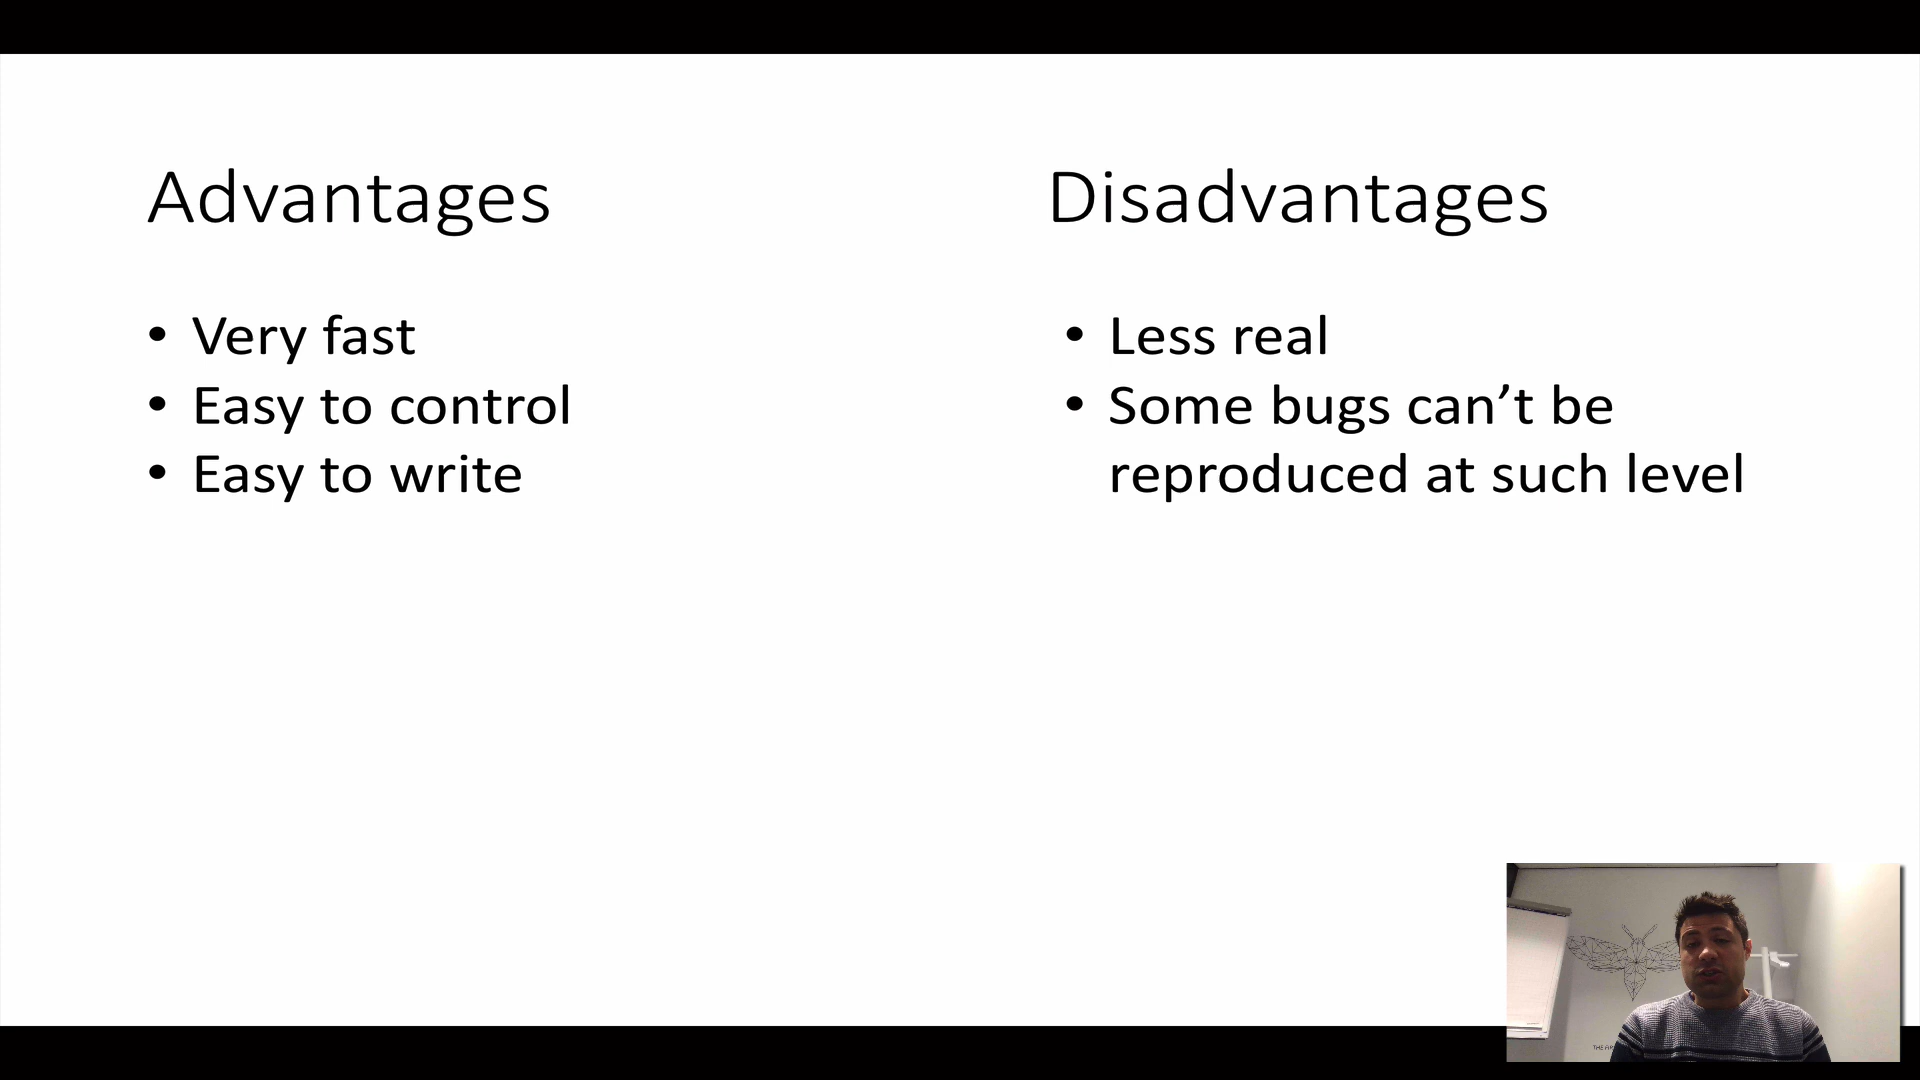 Advantages
• Very fast
• Easy to control
• Easy to write
Disadvantages
• Less real
• Some bugs can’t be
reproduced at such level